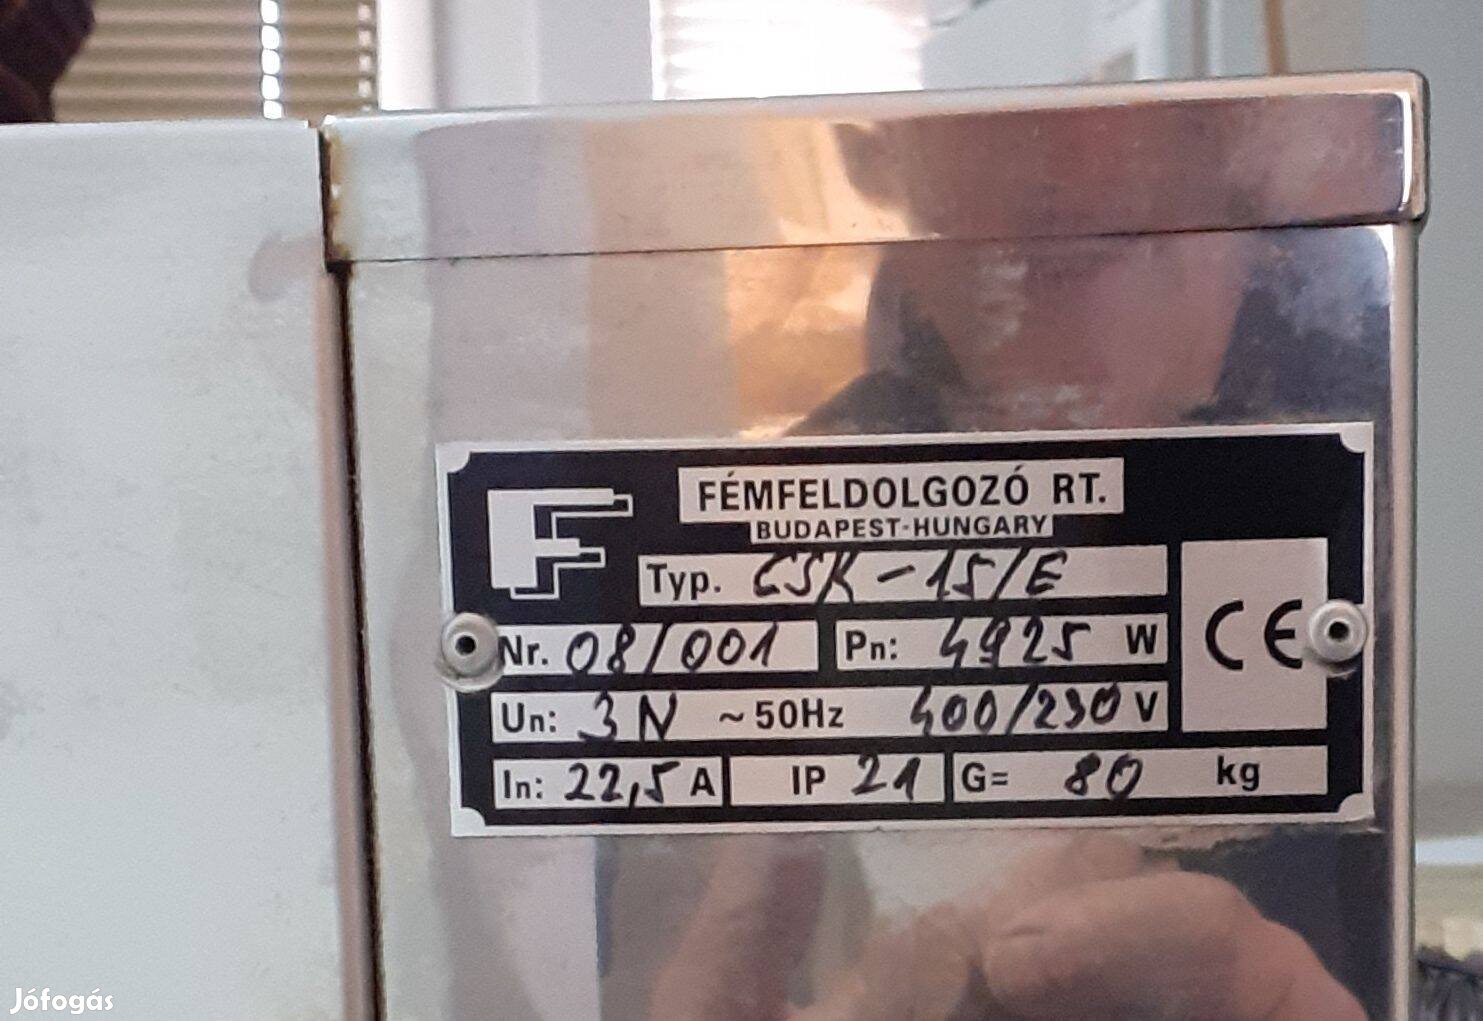 FÉMFELDOLGOZÓ RT.
BUDAPEST-HUNGARY
Typ. CSK-15/E
Nr. 08/001 Pn: 4925 W
Un: 3N ~50Hz 400/230 V
In: 22,5 A IP 21 G= 80 kg
CE
Jófogás